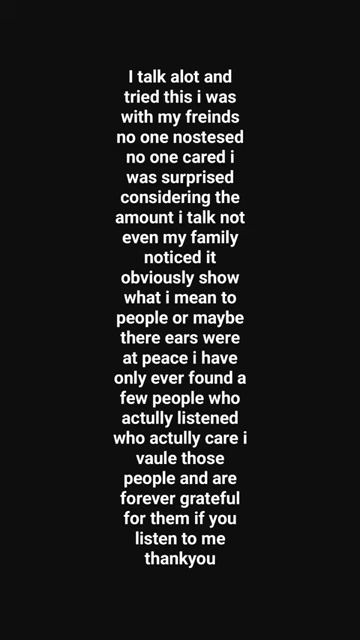 I talk alot and
tried this i was
with my freinds
no one nostesed
no one cared i
was surprised
considering the
amount i talk not
even my family
noticed it
obviously show
what i mean to
people or maybe
there ears were
at peace i have
only ever found a
few people who
actully listened
who actully care i
vaule those
people and are
forever grateful
for them if you
listen to me
thankyou